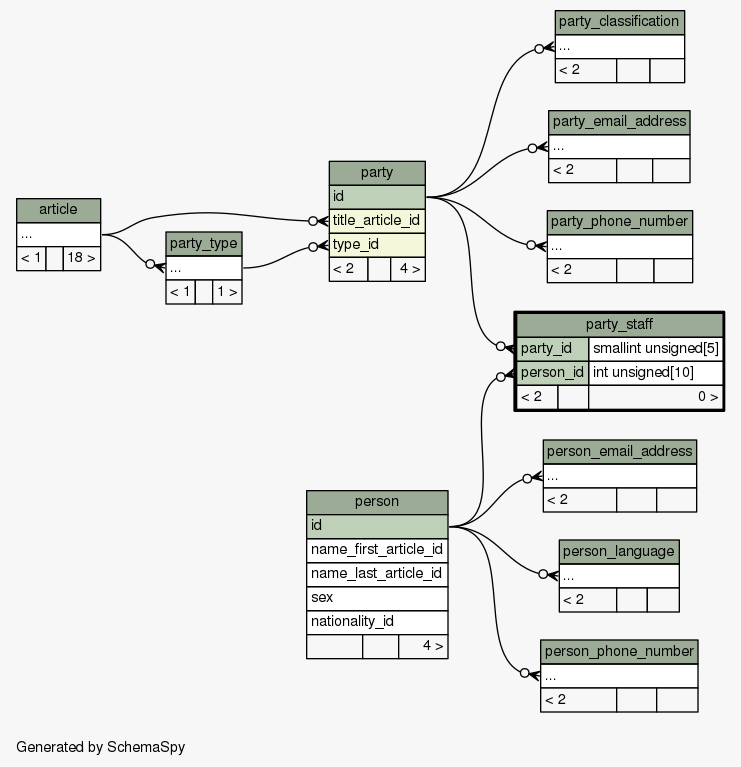 party_classification
...
< 2
party_email_address
...
< 2
party
id
title_article_id
type_id
< 2 4 >
article
...
< 1 18 >
party_type
...
< 1 1 >
party_phone_number
...
< 2
party_staff
party_id smallint unsigned[5]
person_id int unsigned[10]
< 2 0 >
person_email_address
...
< 2
person
id
name_first_article_id
name_last_article_id
sex
nationality_id
4 >
person_language
...
< 2
person_phone_number
...
< 2
Generated by SchemaSpy